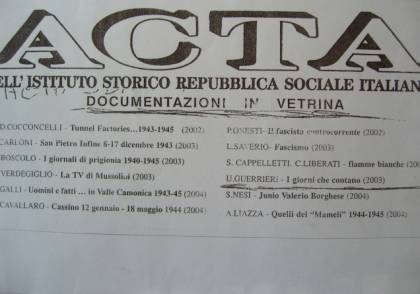 ACTA
ELL'ISTITUTO STORICO REPUBBLICA SOCIALE ITALIAN
DOCUMENTAZIONI IN VETRINA
D.COCCONCELLI - Tunnel Factories...1943-1945 (2002)
CARLONI - San Pietro Infine 8-17 dicembre 1943 (2003)
BOSCOLO - I giornali di prigionia 1940-1945 (2003)
VERDEGIGLIO - La TV di Mussolini (2003)
GALLI - Uomini e fatti ... in Valle Camonica 1943-45 (2004)
CAVALLARO - Cassino 12 gennaio - 18 maggio 1944 (2004)
P.ONESTI - Il fascista controcorrente (2002)
L.SAVERIO - Fascismo (2003)
S. CAPPELLETTI. C.LIBERATI - fiamme bianche (200
U.GUERRIERI - I giorni che contano (2003)
S.NESI - Junio Valerio Borghese (2004)
A.LIAZZA - Quelli del "Mameli" 1944-1945 (2004)